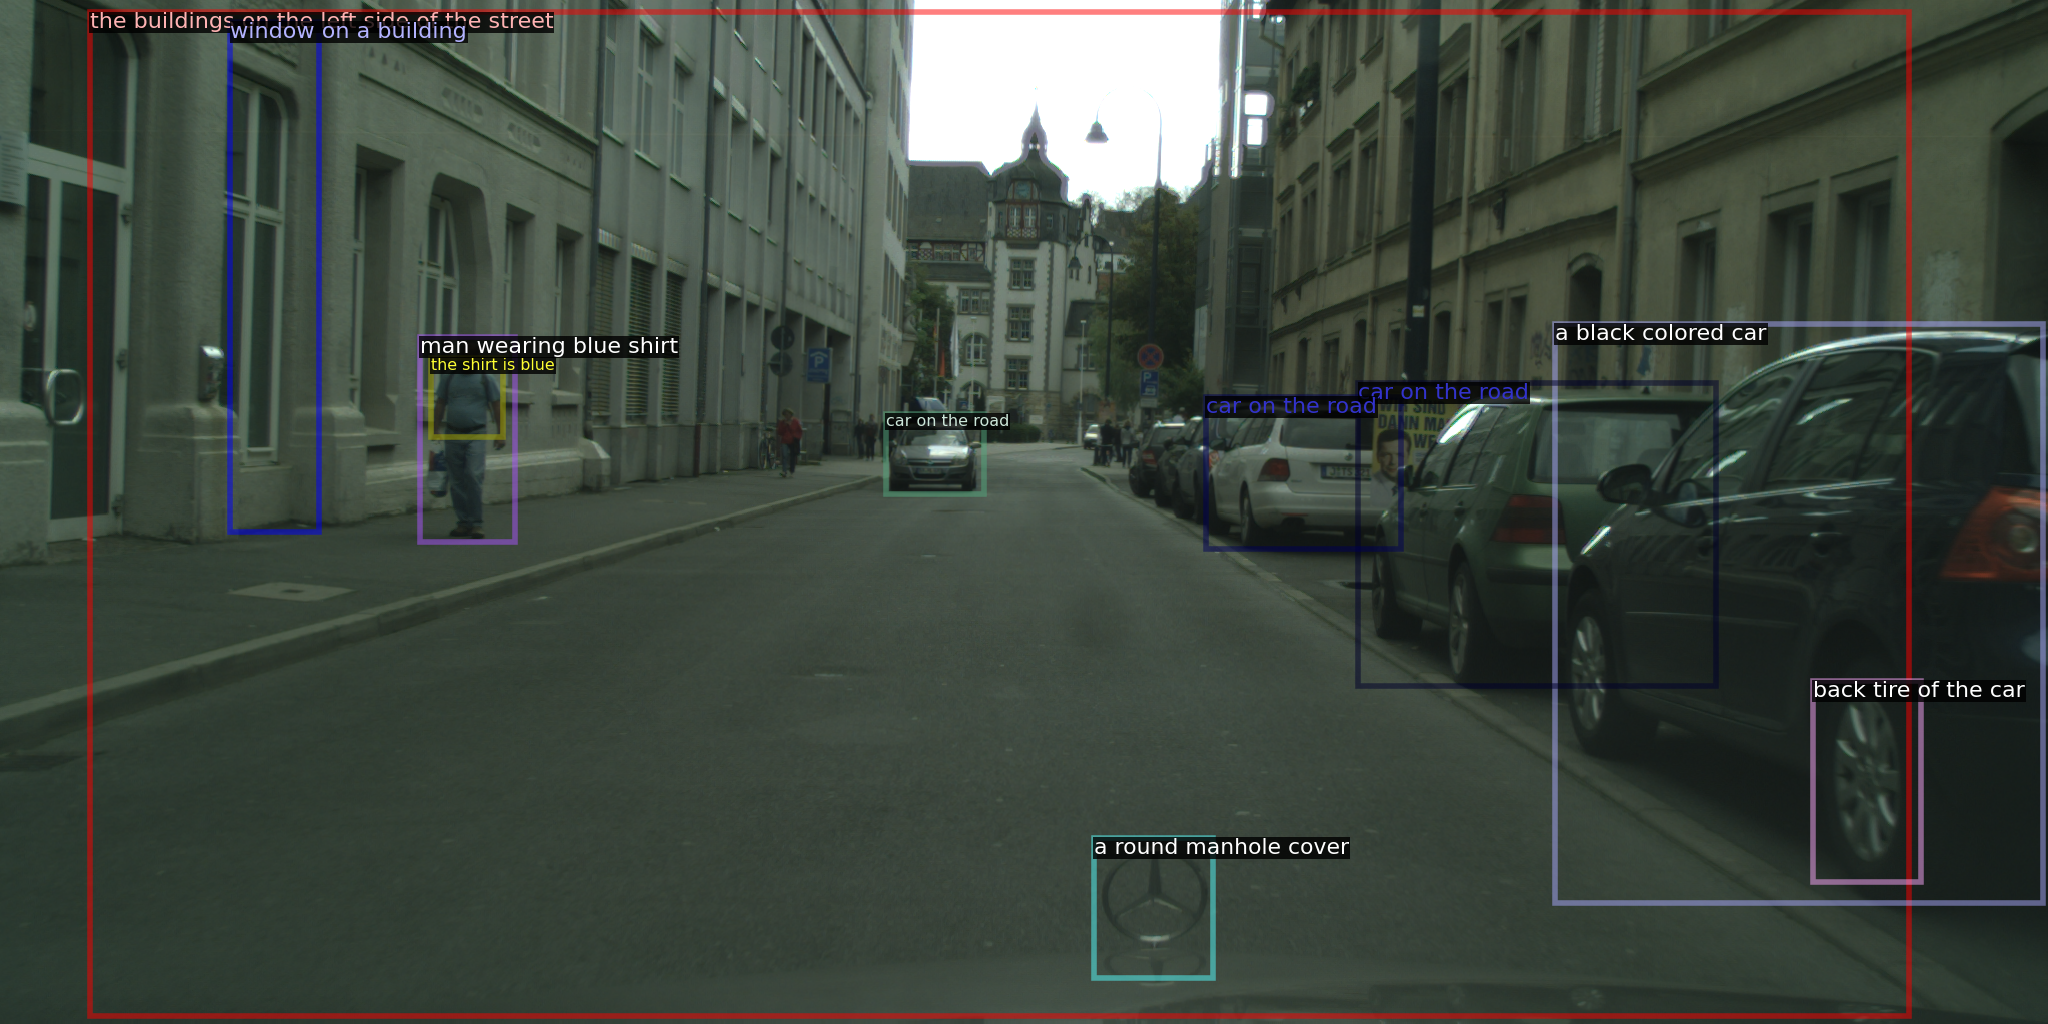 the buildings on the left side of the street
window on a building
man wearing blue shirt
the shirt is blue
a black colored car
car on the road
car on the road
car on the road
back tire of the car
a round manhole cover
SIND
DANN
P
P